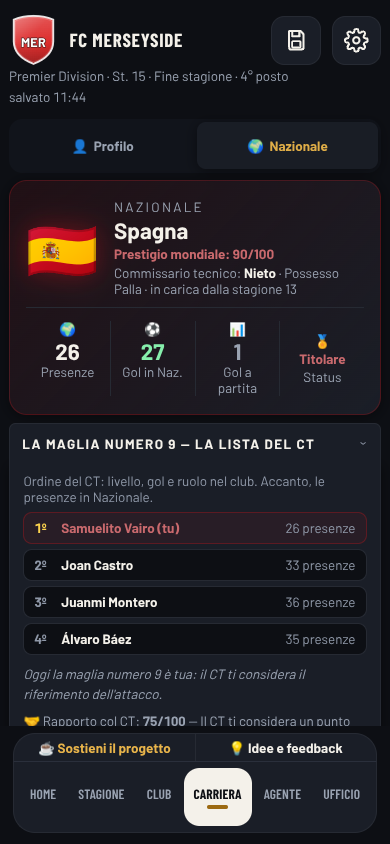 MER
FC MERSEYSIDE
Premier Division · St. 15 · Fine stagione · 4° posto
salvato 11:44
Profilo
Nazionale
NAZIONALE
Spagna
Prestigio mondiale: 90/100
Commissario tecnico: Nieto · Possesso
Palla · in carica dalla stagione 13
26
Presenze
27
Gol in Naz.
1
Gol a
partita
Titolare
Status
LA MAGLIA NUMERO 9 — LA LISTA DEL CT
Ordine del CT: livello, gol e ruolo nel club. Accanto, le
presenze in Nazionale.
1º Samuelito Vairo (tu) 26 presenze
2º Joan Castro 33 presenze
3º Juanmi Montero 36 presenze
4º Álvaro Báez 35 presenze
Oggi la maglia numero 9 è tua: il CT ti considera il
riferimento dell'attacco.
Rapporto col CT: 75/100 — Il CT ti considera un punto
Sostieni il progetto
Idee e feedback
HOME STAGIONE CLUB CARRIERA AGENTE UFFICIO